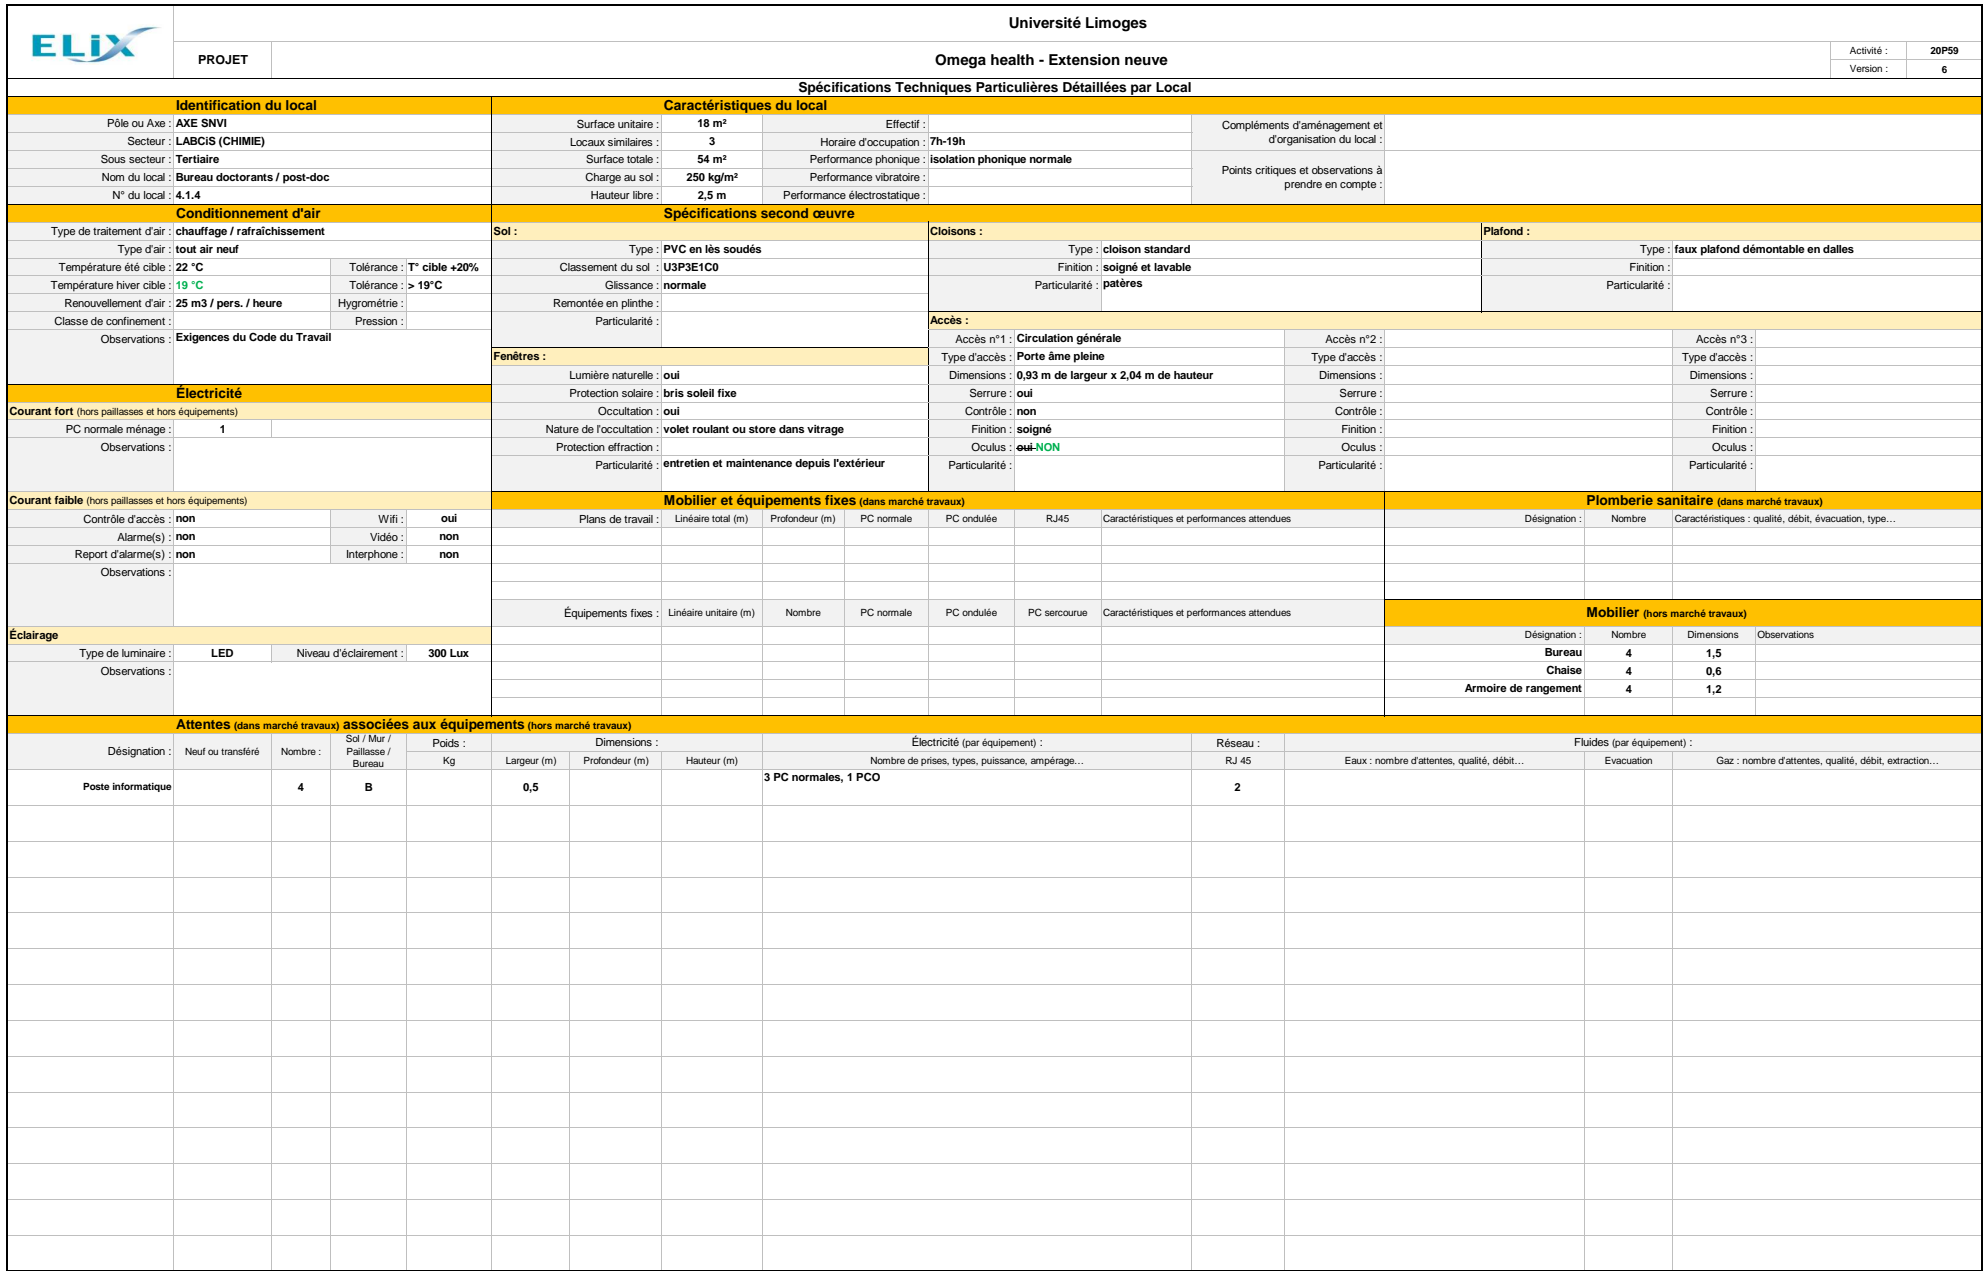 ELiX
Université Limoges
PROJET
Omega health - Extension neuve
Activité : 20P59
Version : 6
Spécifications Techniques Particulières Détaillées par Local
Identification du local
Pôle ou Axe : AXE SNVI
Secteur : LABCiS (CHIMIE)
Sous secteur : Tertiaire
Nom du local : Bureau doctorants / post-doc
N° du local : 4.1.4
Caractéristiques du local
Surface unitaire : 18 m² Effectif :
Locaux similaires : 3 Horaire d'occupation : 7h-19h
Surface totale : 54 m² Performance phonique : isolation phonique normale
Charge au sol : 250 kg/m² Performance vibratoire :
Hauteur libre : 2,5 m Performance électrostatique :
Compléments d'aménagement et
d'organisation du local :
Points critiques et observations à
prendre en compte :
Conditionnement d'air
Type de traitement d'air : chauffage / rafraîchissement
Type d'air : tout air neuf
Température été cible : 22 °C Tolérance : T° cible +20%
Température hiver cible : 19 °C Tolérance : > 19°C
Renouvellement d'air : 25 m3 / pers. / heure Hygrométrie :
Classe de confinement : Pression :
Observations : Exigences du Code du Travail
Spécifications second œuvre
Sol :
Type : PVC en lès soudés
Classement du sol : U3P3E1C0
Glissance : normale
Remontée en plinthe :
Particularité :
Cloisons :
Type : cloison standard
Finition : soigné et lavable
Particularité : patères
Plafond :
Type : faux plafond démontable en dalles
Finition :
Particularité :
Fenêtres :
Lumière naturelle : oui
Protection solaire : bris soleil fixe
Occultation : oui
Nature de l'occultation : volet roulant ou store dans vitrage
Protection effraction :
Particularité : entretien et maintenance depuis l'extérieur
Accès :
Accès n°1 : Circulation générale Accès n°2 : Accès n°3 :
Type d'accès : Porte âme pleine Type d'accès : Type d'accès :
Dimensions : 0,93 m de largeur x 2,04 m de hauteur Dimensions : Dimensions :
Serrure : oui Serrure : Serrure :
Contrôle : non Contrôle : Contrôle :
Finition : soigné Finition : Finition :
Oculus : oui NON Oculus : Oculus :
Particularité : Particularité : Particularité :
Électricité
Courant fort (hors paillasses et hors équipements)
PC normale ménage : 1
Observations :
Courant faible (hors paillasses et hors équipements)
Contrôle d'accès : non Wifi : oui
Alarme(s) : non Vidéo : non
Report d'alarme(s) : non Interphone : non
Observations :
Éclairage
Type de luminaire : LED Niveau d'éclairement : 300 Lux
Observations :
Mobilier et équipements fixes (dans marché travaux)
Plans de travail : Linéaire total (m) Profondeur (m) PC normale PC ondulée RJ45 Caractéristiques et performances attendues
Équipements fixes : Linéaire unitaire (m) Nombre PC normale PC ondulée PC sercourue Caractéristiques et performances attendues
Plomberie sanitaire (dans marché travaux)
Désignation : Nombre Caractéristiques : qualité, débit, évacuation, type…
Mobilier (hors marché travaux)
Désignation : Nombre Dimensions Observations
Bureau 4 1,5
Chaise 4 0,6
Armoire de rangement 4 1,2
Attentes (dans marché travaux) associées aux équipements (hors marché travaux)
Désignation : Neuf ou transféré Nombre : Sol / Mur /
Paillasse /
Bureau
Poids : Dimensions : Électricité (par équipement) : Réseau : Fluides (par équipement) :
Kg Largeur (m) Profondeur (m) Hauteur (m) Nombre de prises, types, puissance, ampérage… RJ 45 Eaux : nombre d'attentes, qualité, débit… Evacuation Gaz : nombre d'attentes, qualité, débit, extraction…
Poste informatique 4 B 0,5 3 PC normales, 1 PCO 2